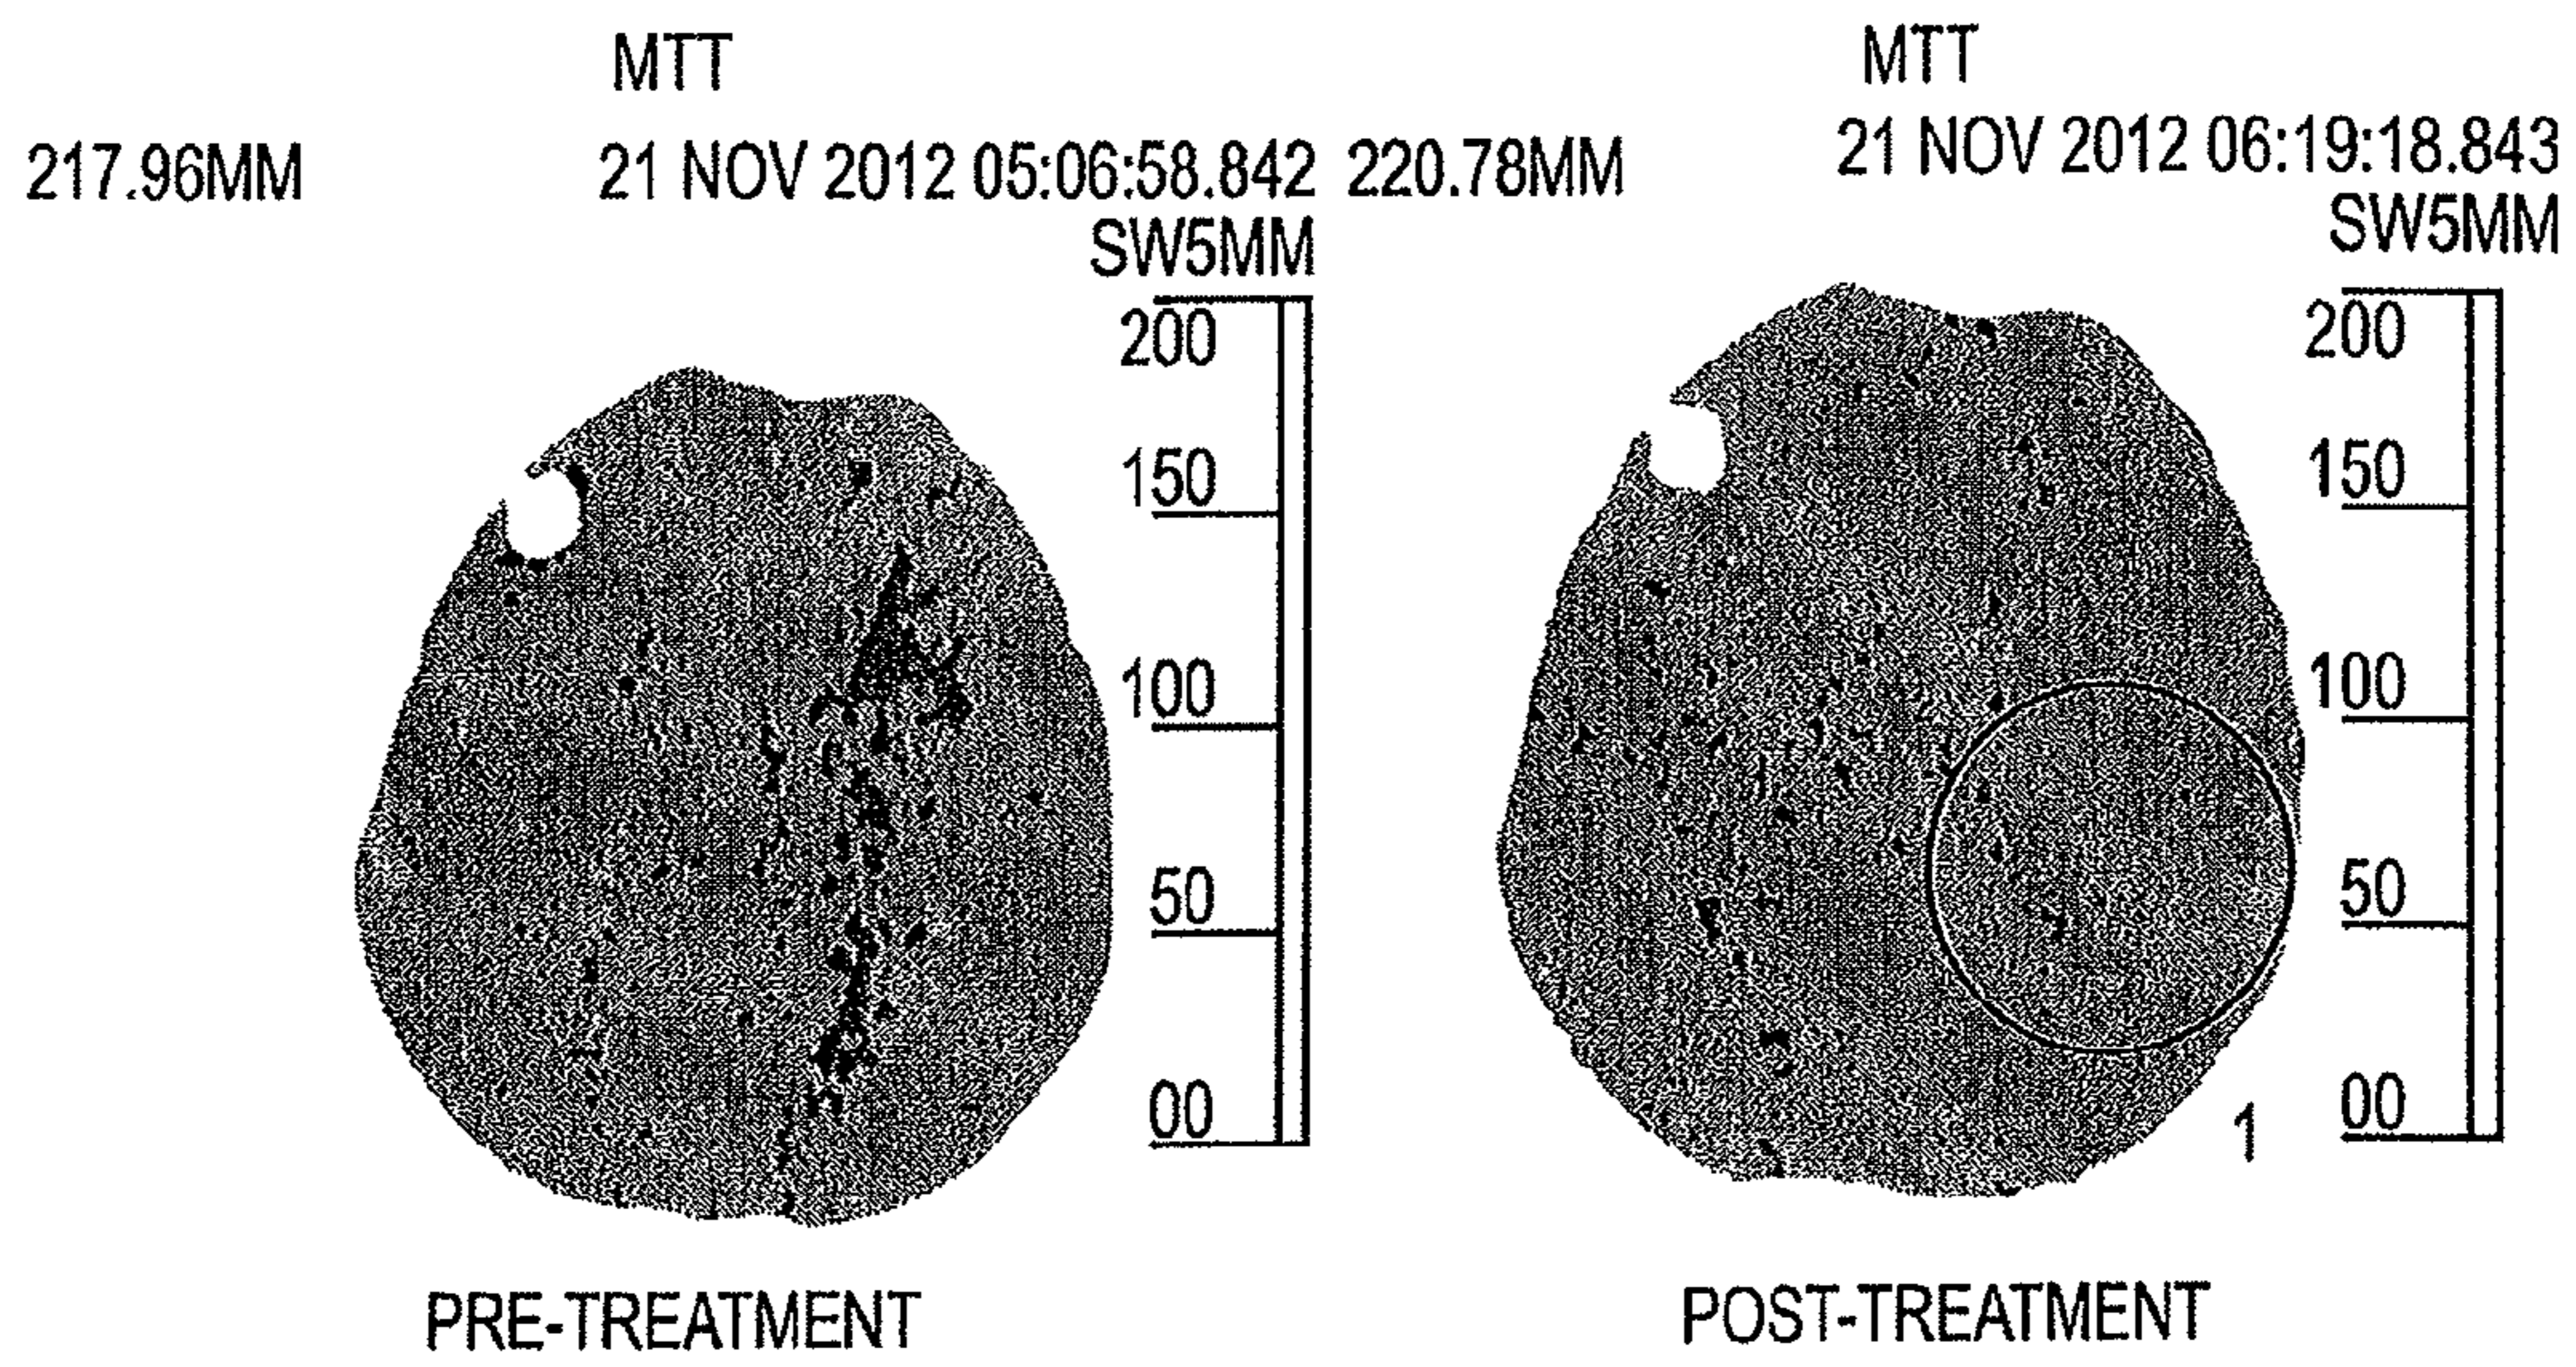 MTT
217.96MM
21 NOV 2012 05:06:58.842
SW5MM
200
150
100
50
00
PRE-TREATMENT
MTT
220.78MM
21 NOV 2012 06:19:18.843
SW5MM
200
150
100
50
00
1
POST-TREATMENT